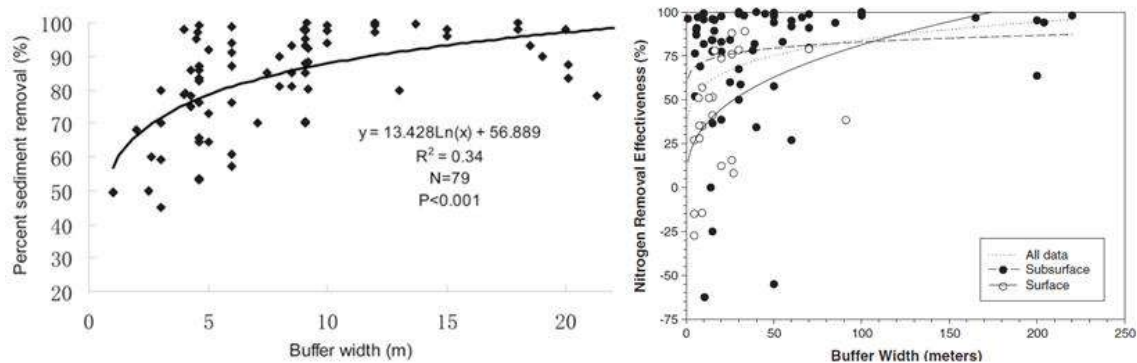 Percent sediment removal (%)
100
90
80
70
60
50
40
30
20
y = 13.428Ln(x) + 56.889
R² = 0.34
N=79
P<0.001
0
5
10
15
20
Buffer width (m)
Nitrogen Removal Effectiveness (%)
100
75
50
25
0
-25
-50
-75
All data
Subsurface
Surface
0
50
100
150
200
250
Buffer Width (meters)